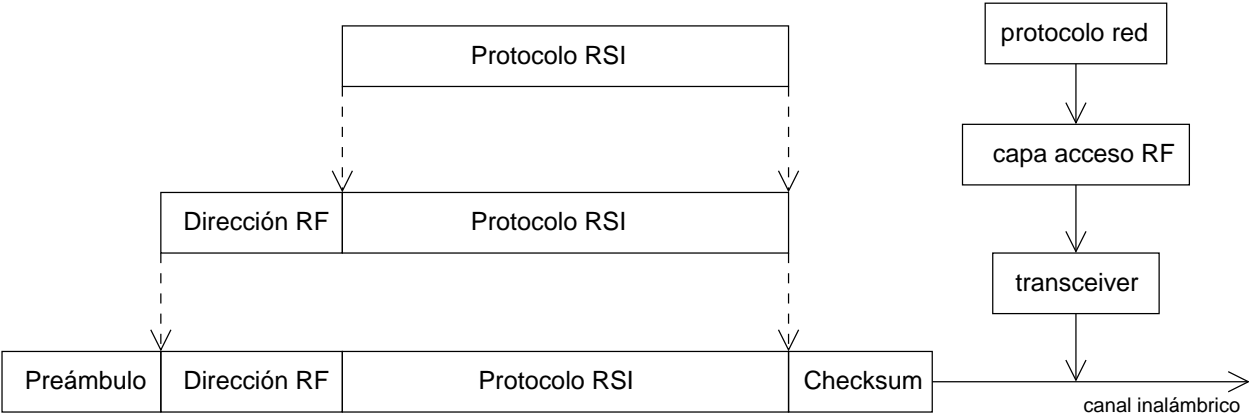 protocolo red
Protocolo RSI
capa acceso RF
Dirección RF
Protocolo RSI
transceiver
Preámbulo
Dirección RF
Protocolo RSI
Checksum
canal inalámbrico